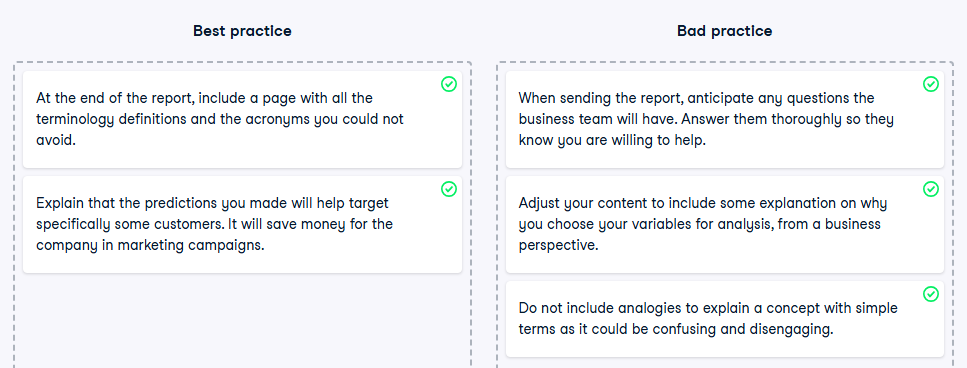 Best practice
At the end of the report, include a page with all the
terminology definitions and the acronyms you could not
avoid.
Explain that the predictions you made will help target
specifically some customers. It will save money for the
company in marketing campaigns.
Bad practice
When sending the report, anticipate any questions the
business team will have. Answer them thoroughly so they
know you are willing to help.
Adjust your content to include some explanation on why
you choose your variables for analysis, from a business
perspective.
Do not include analogies to explain a concept with simple
terms as it could be confusing and disengaging.